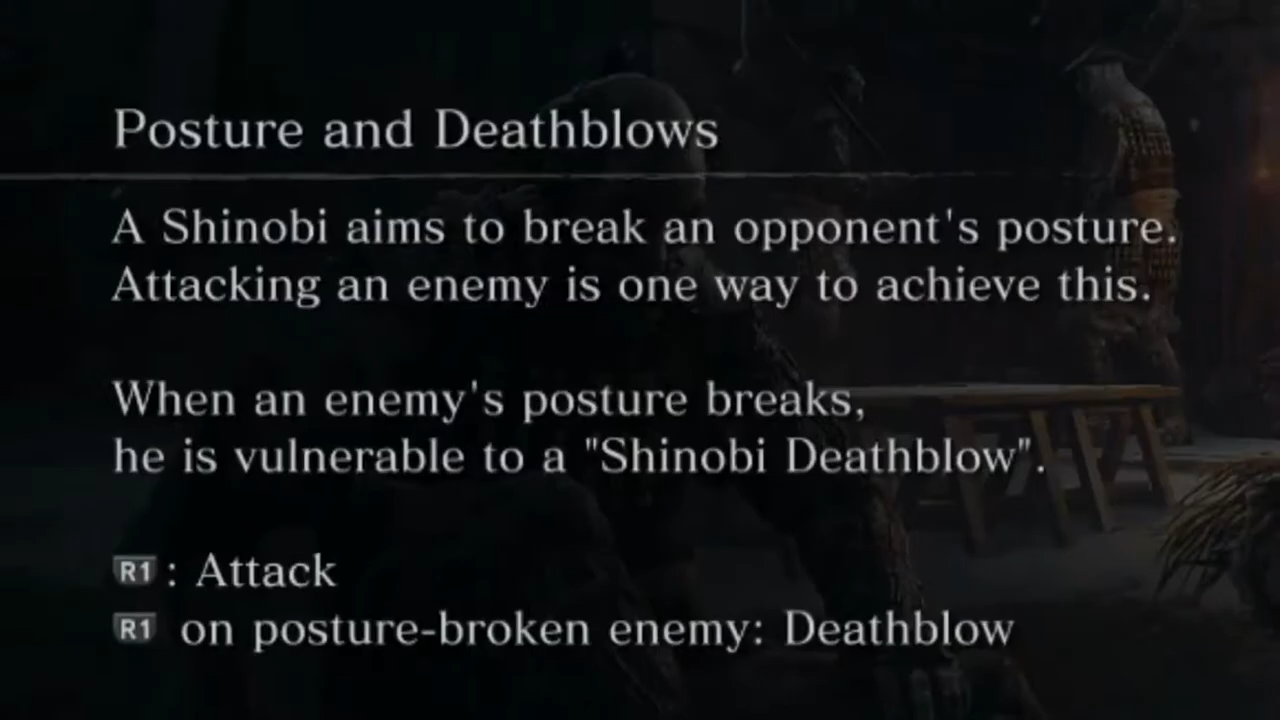 Posture and Deathblows
A Shinobi aims to break an opponent's posture.
Attacking an enemy is one way to achieve this.
When an enemy's posture breaks,
he is vulnerable to a "Shinobi Deathblow".
R1 : Attack
R1 on posture-broken enemy: Deathblow